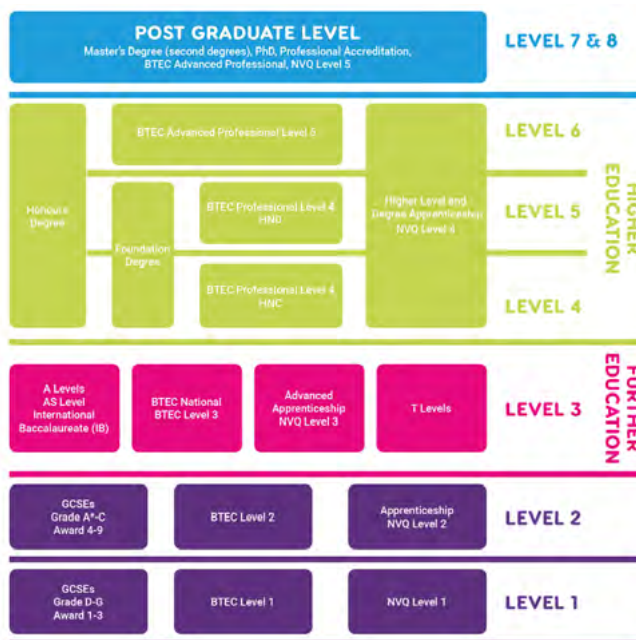 POST GRADUATE LEVEL
Master's Degree (second degrees), PhD, Professional Accreditation,
BTEC Advanced Professional, NVQ Level 5
LEVEL 7 & 8
BTEC Advanced Professional Level 5
LEVEL 6
Honours
Degree
BTEC Professional Level 4
HND
Higher Level and
Degree Apprenticeship
NVQ Level 4
LEVEL 5
Foundation
Degree
BTEC Professional Level 4
HNC
LEVEL 4
HIGHER
EDUCATION
A Levels
AS Level
International
Baccalaureate (IB)
BTEC National
BTEC Level 3
Advanced
Apprenticeship
NVQ Level 3
T Levels
LEVEL 3
FURTHER
EDUCATION
GCSEs
Grade A*-C
Award 4-9
BTEC Level 2
Apprenticeship
NVQ Level 2
LEVEL 2
GCSEs
Grade D-G
Award 1-3
BTEC Level 1
NVQ Level 1
LEVEL 1